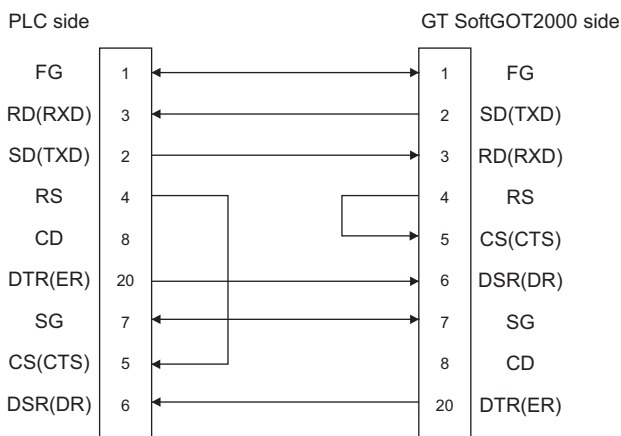 PLC side GT SoftGOT2000 side
FG 1 1 FG
RD(RXD) 3 2 SD(TXD)
SD(TXD) 2 3 RD(RXD)
RS 4 4 RS
CD 8 5 CS(CTS)
DTR(ER) 20 6 DSR(DR)
SG 7 7 SG
CS(CTS) 5 8 CD
DSR(DR) 6 20 DTR(ER)